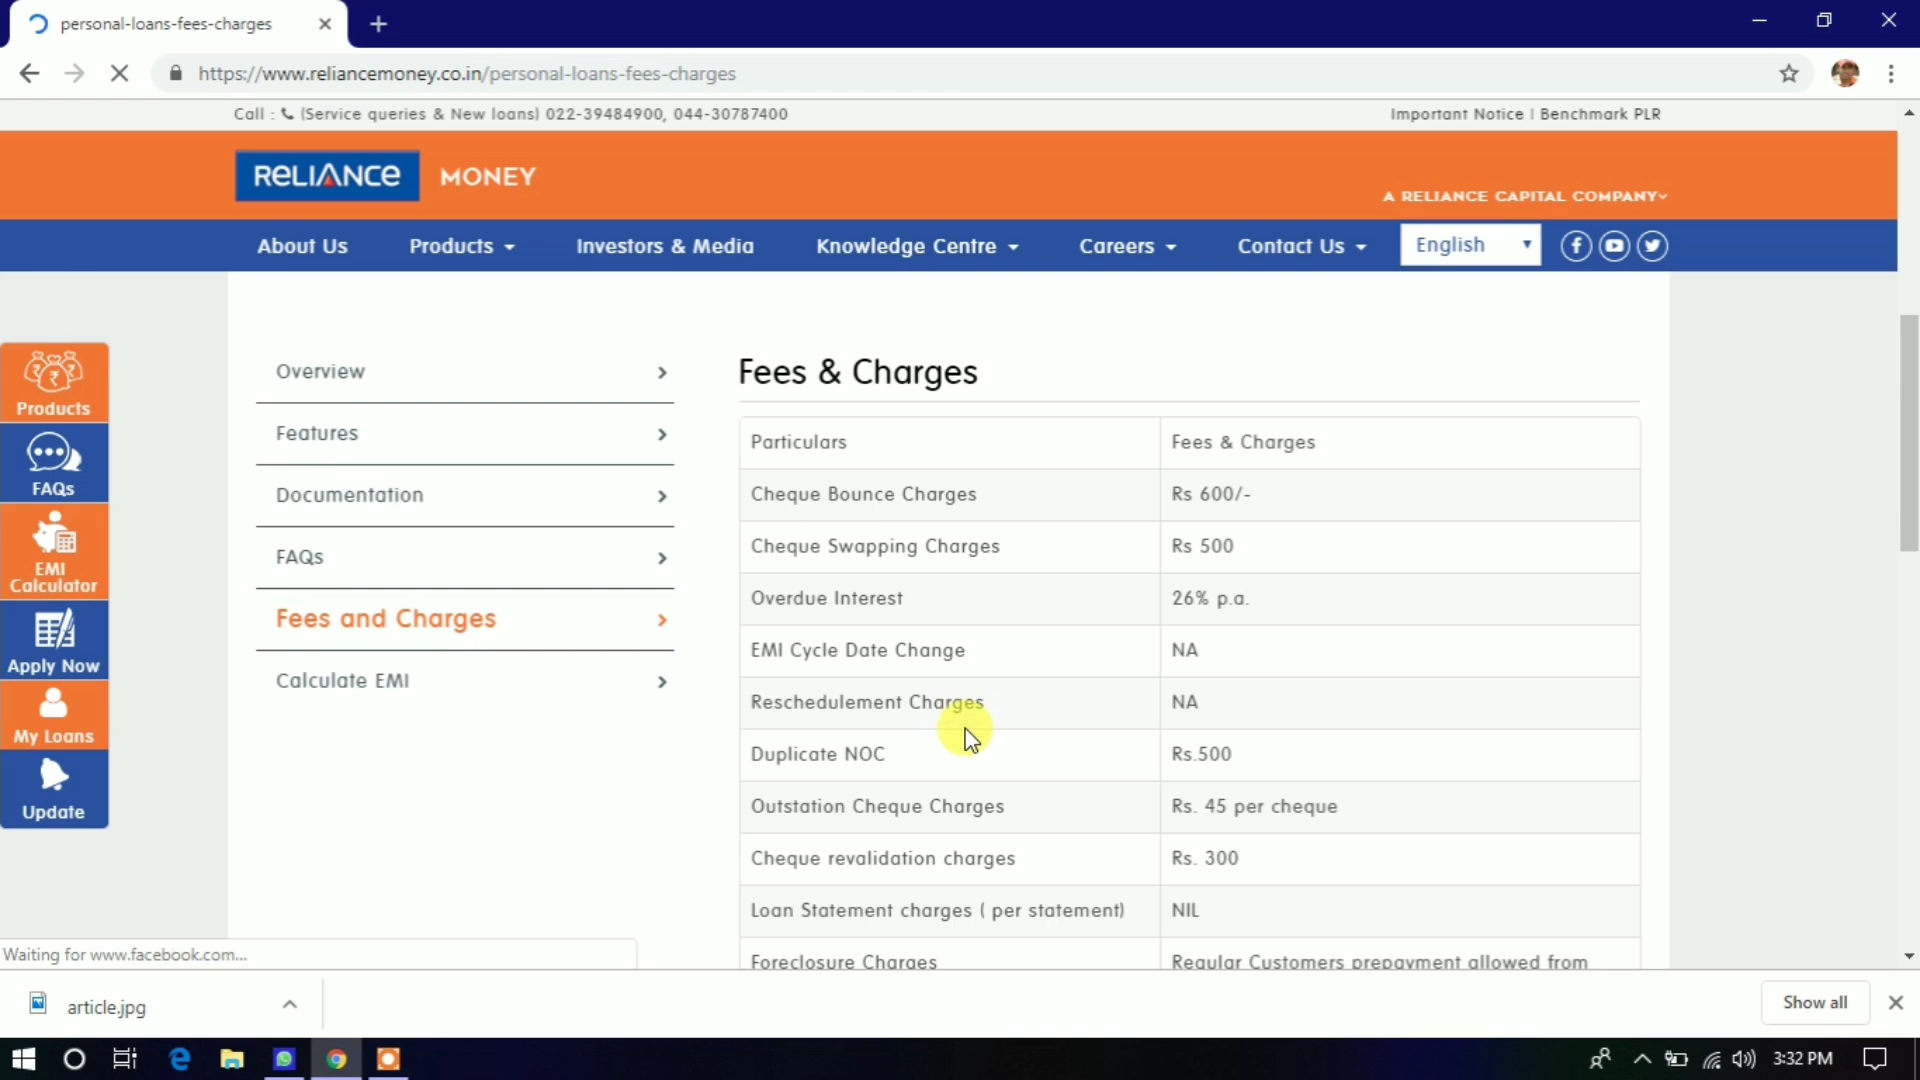 personal-loans-fees-charges
https://www.reliancemoney.co.in/personal-loans-fees-charges
Call : (Service queries & New loans) 022-39484900, 044-30787400
Important Notice | Benchmark PLR
RELIANCE MONEY
A RELIANCE CAPITAL COMPANY
About Us Products Investors & Media Knowledge Centre Careers Contact Us English
Products
FAQs
EMI
Calculator
Apply Now
My Loans
Update
Overview
Features
Documentation
FAQs
Fees and Charges
Calculate EMI
Fees & Charges
Particulars Fees & Charges
Cheque Bounce Charges Rs 600/-
Cheque Swapping Charges Rs 500
Overdue Interest 26% p.a.
EMI Cycle Date Change NA
Reschedulement Charges NA
Duplicate NOC Rs.500
Outstation Cheque Charges Rs. 45 per cheque
Cheque revalidation charges Rs. 300
Loan Statement charges ( per statement) NIL
Foreclosure Charges Regular Customers prepayment allowed from
Waiting for www.facebook.com...
article.jpg
Show all
3:32 PM